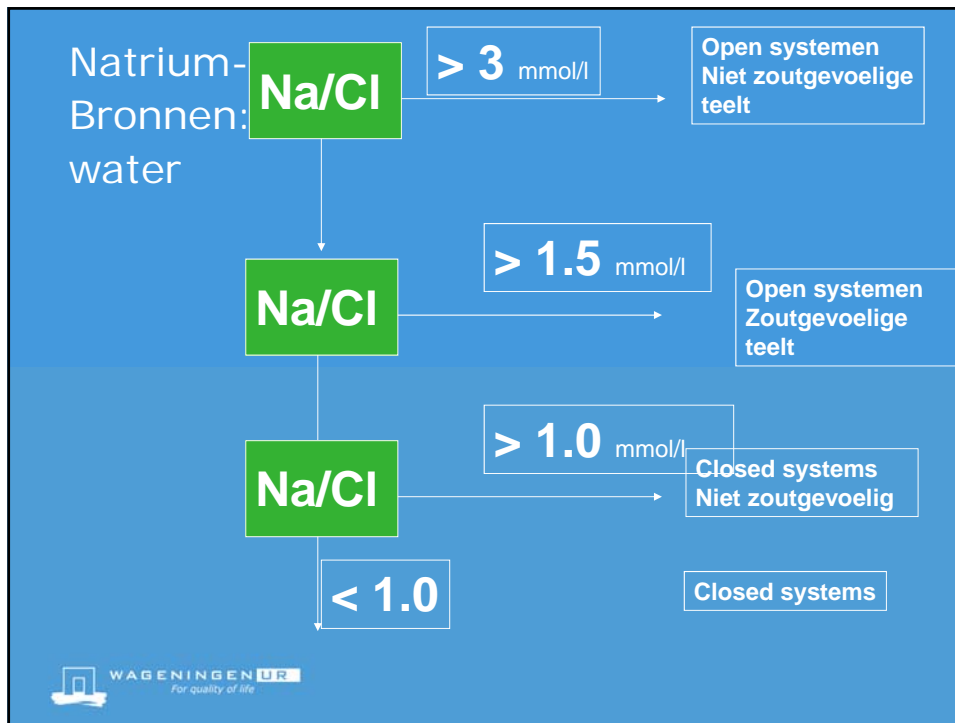 Natrium-
Bronnen:
water
Na/Cl
> 3 mmol/l
Open systemen
Niet zoutgevoelige
teelt
Na/Cl
> 1.5 mmol/l
Open systemen
Zoutgevoelige
teelt
Na/Cl
> 1.0 mmol/l
Closed systems
Niet zoutgevoelig
< 1.0
Closed systems
WAGENINGEN UR
For quality of life